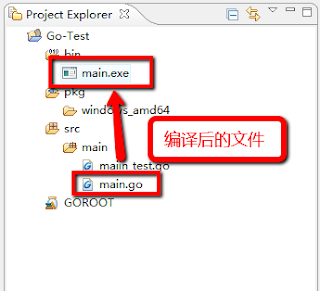 Project Explorer
Go-Test
bin
main.exe
pkg
windows_amd64
src
main
main_test.go
main.go
GOROOT
编译后的文件